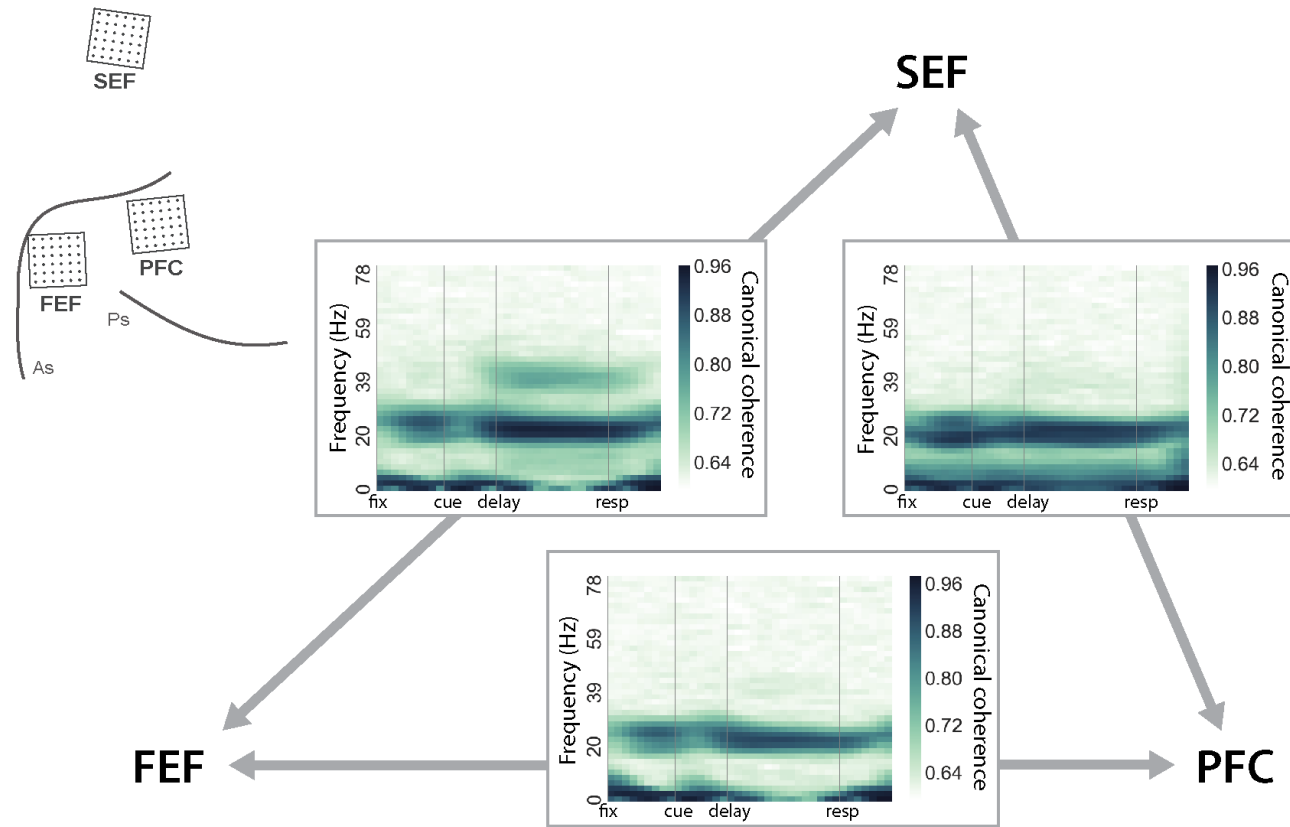 SEF
PFC
FEF
Ps
As
SEF
78
59
39
20
0
Frequency (Hz)
fix cue delay resp
0.96
0.88
0.80
0.72
0.64
Canonical coherence
78
59
39
20
0
Frequency (Hz)
fix cue delay resp
0.96
0.88
0.80
0.72
0.64
Canonical coherence
78
59
39
20
0
Frequency (Hz)
fix cue delay resp
0.96
0.88
0.80
0.72
0.64
Canonical coherence
FEF
PFC